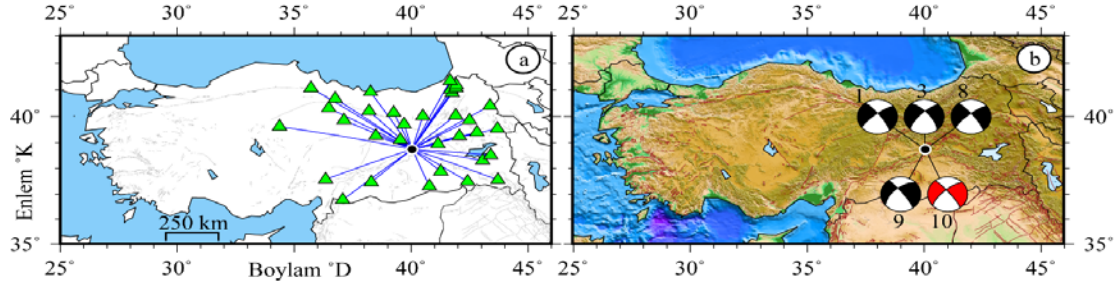 25° 30° 35° 40° 45° 25° 30° 35° 40° 45°
a b
1 3 8
40° 40°
Enlem °K
250 km 9 10
35° 35°
25° 30° Boylam °D 35° 40° 45° 25° 30° 35° 40° 45°